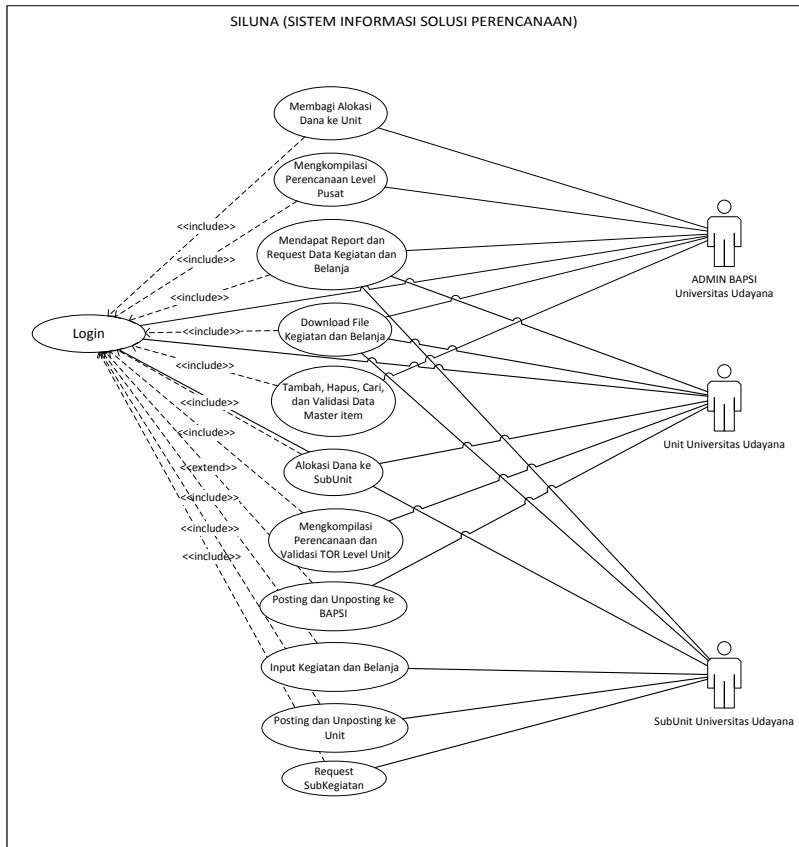 SILUNA (SISTEM INFORMASI SOLUSI PERENCANAAN)
Membagi Alokasi
Dana ke Unit
Mengkompilasi
Perencanaan Level
Pusat
<<include>>
<<include>>
Mendapat Report dan
Request Data Kegiatan dan
Belanja
ADMIN BAPSI
Universitas Udayana
<<include>>
Login
<<include>>
Download File
Kegiatan dan Belanja
<<include>>
Tambah, Hapus, Cari,
dan Validasi Data
Master item
<<include>>
Unit Universitas Udayana
<<include>>
Alokasi Dana ke
SubUnit
<<extend>>
<<include>>
Mengkompilasi
Perencanaan dan
Validasi TOR Level Unit
<<include>>
<<include>>
Posting dan Unposting ke
BAPSI
Input Kegiatan dan Belanja
Posting dan Unposting ke
Unit
SubUnit Universitas Udayana
Request
SubKegiatan